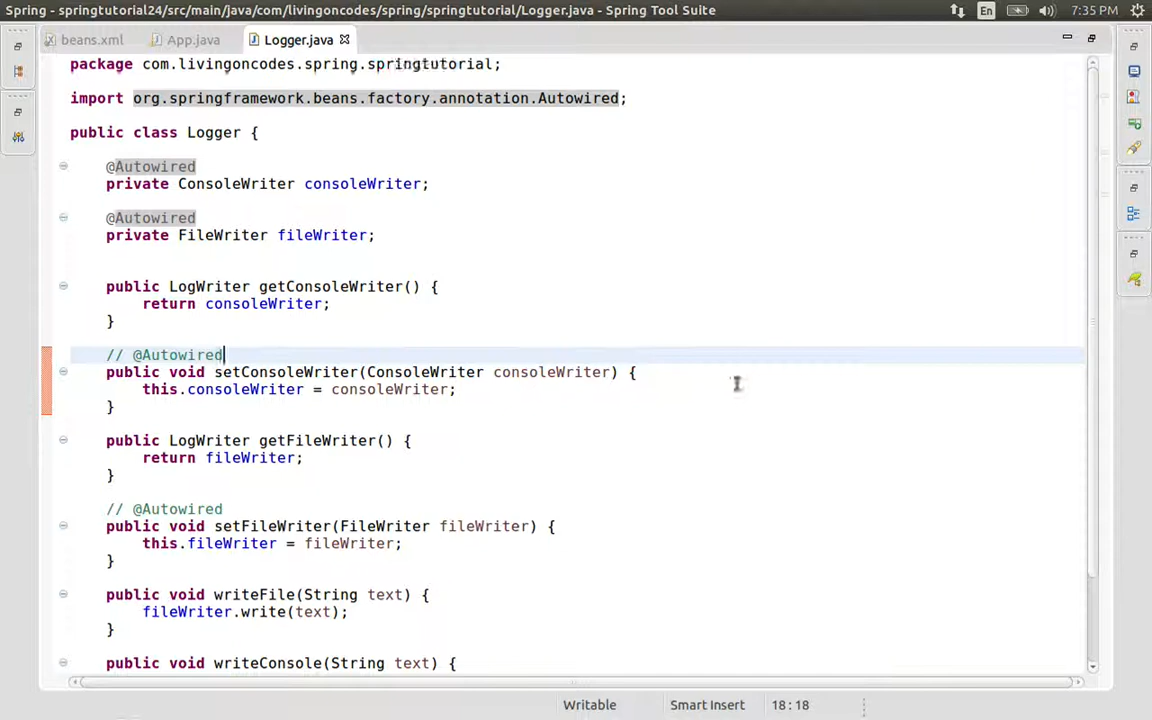 Spring - springtutorial24/src/main/java/com/livingoncodes/spring/springtutorial/Logger.java - Spring Tool Suite
En
7:35 PM
beans.xml
App.java
Logger.java
package com.livingoncodes.spring.springtutorial;
import org.springframework.beans.factory.annotation.Autowired;
public class Logger {
@Autowired
private ConsoleWriter consoleWriter;
@Autowired
private FileWriter fileWriter;
public LogWriter getConsoleWriter() {
return consoleWriter;
}
// @Autowired
public void setConsoleWriter(ConsoleWriter consoleWriter) {
this.consoleWriter = consoleWriter;
}
public LogWriter getFileWriter() {
return fileWriter;
}
// @Autowired
public void setFileWriter(FileWriter fileWriter) {
this.fileWriter = fileWriter;
}
public void writeFile(String text) {
fileWriter.write(text);
}
public void writeConsole(String text) {
Writable
Smart Insert
18 : 18